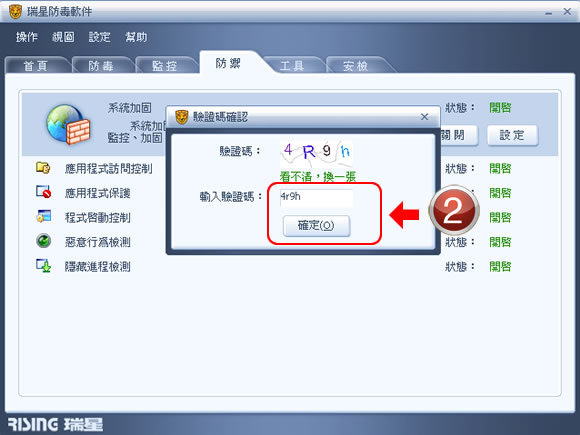 瑞星防毒軟件
操作 視圖 設定 幫助
首頁 防毒 監控 防禦 工具 安檢
系統加固 狀態： 開啓
系統加
監控、加固 關閉 設定
驗證碼確認
驗證碼： 4R9h
看不清，換一張
輸入驗證碼： 4r9h
確定(O)
2
應用程式訪問控制 狀態： 開啓
應用程式保護 狀態： 開啓
程式啓動控制
惡意行爲檢測 狀態： 開啓
隱藏進程檢測 狀態： 開啓
RISING 瑞星